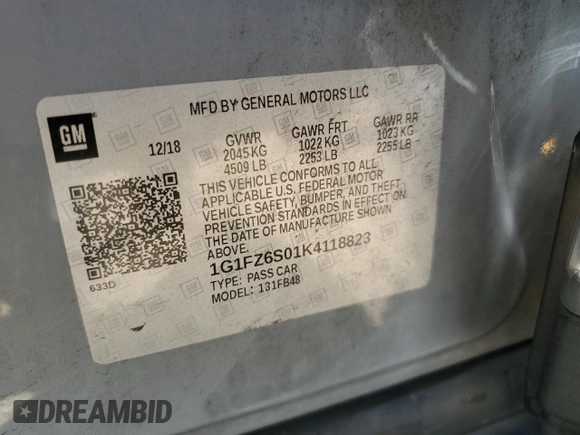 GM
MFD BY GENERAL MOTORS LLC
12/18
GVWR GAWR FRT GAWR RR
2045 KG 1022 KG 1023 KG
4509 LB 2253 LB 2255 LB
THIS VEHICLE CONFORMS TO ALL
APPLICABLE U.S. FEDERAL MOTOR
VEHICLE SAFETY, BUMPER, AND THEFT
PREVENTION STANDARDS IN EFFECT ON
THE DATE OF MANUFACTURE SHOWN
ABOVE.
1G1FZ6S01K4118823
TYPE: PASS CAR
MODEL: 131FB48
633D
DREAMBID